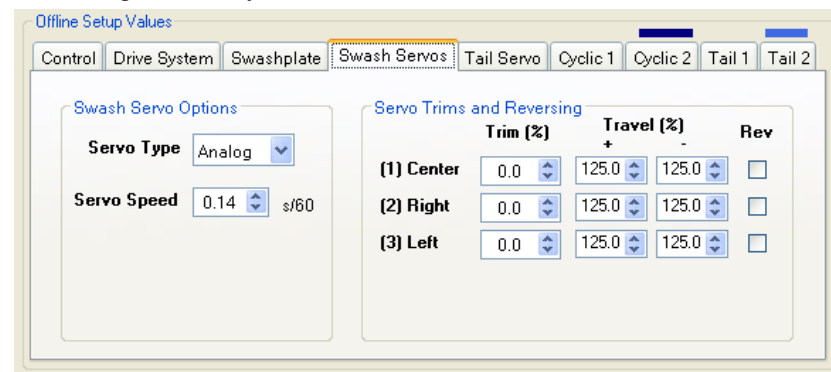 Offline Setup Values
Control Drive System Swashplate Swash Servos Tail Servo Cyclic 1 Cyclic 2 Tail 1 Tail 2
Swash Servo Options
Servo Type Analog
Servo Speed 0.14 s/60
Servo Trims and Reversing
Trim (%) Travel (%) Rev
+ -
(1) Center 0.0 125.0 125.0
(2) Right 0.0 125.0 125.0
(3) Left 0.0 125.0 125.0